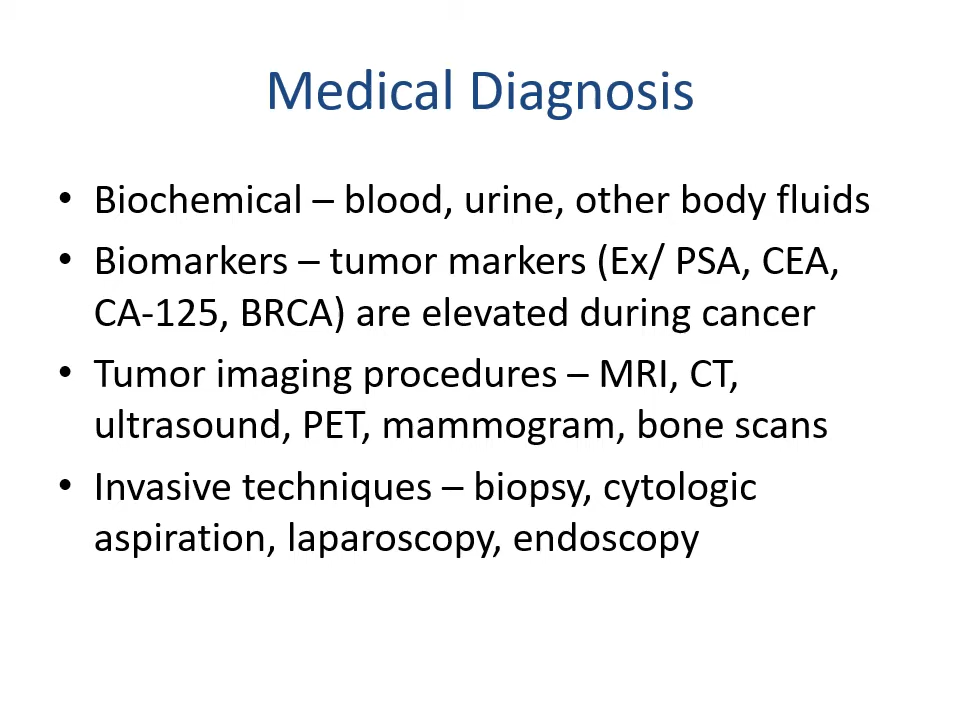 Medical Diagnosis
• Biochemical – blood, urine, other body fluids
• Biomarkers – tumor markers (Ex/ PSA, CEA,
CA-125, BRCA) are elevated during cancer
• Tumor imaging procedures – MRI, CT,
ultrasound, PET, mammogram, bone scans
• Invasive techniques – biopsy, cytologic
aspiration, laparoscopy, endoscopy